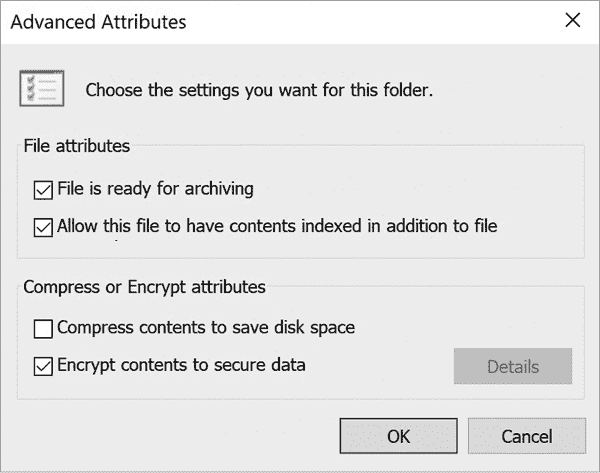 Advanced Attributes
Choose the settings you want for this folder.
File attributes
File is ready for archiving
Allow this file to have contents indexed in addition to file
Compress or Encrypt attributes
Compress contents to save disk space
Encrypt contents to secure data
Details
OK
Cancel